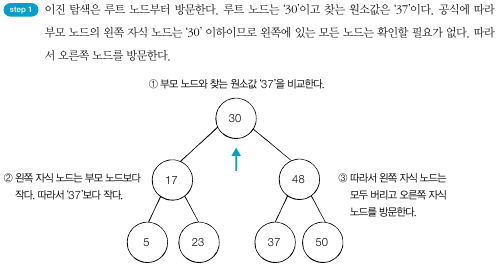 step 1 이진 탐색은 루트 노드부터 방문한다. 루트 노드는 '30'이고 찾는 원소값은 '37'이다. 공식에 따라
부모 노드의 왼쪽 자식 노드는 '30' 이하이므로 왼쪽에 있는 모든 노드는 확인할 필요가 없다. 따라
서 오른쪽 노드를 방문한다.
① 부모 노드와 찾는 원소값 '37'을 비교한다.
30
② 왼쪽 자식 노드는 부모 노드보다
작다. 따라서 '37'보다 작다.
17
48
③ 따라서 왼쪽 자식 노드는
모두 버리고 오른쪽 자식
노드를 방문한다.
5
23
37
50